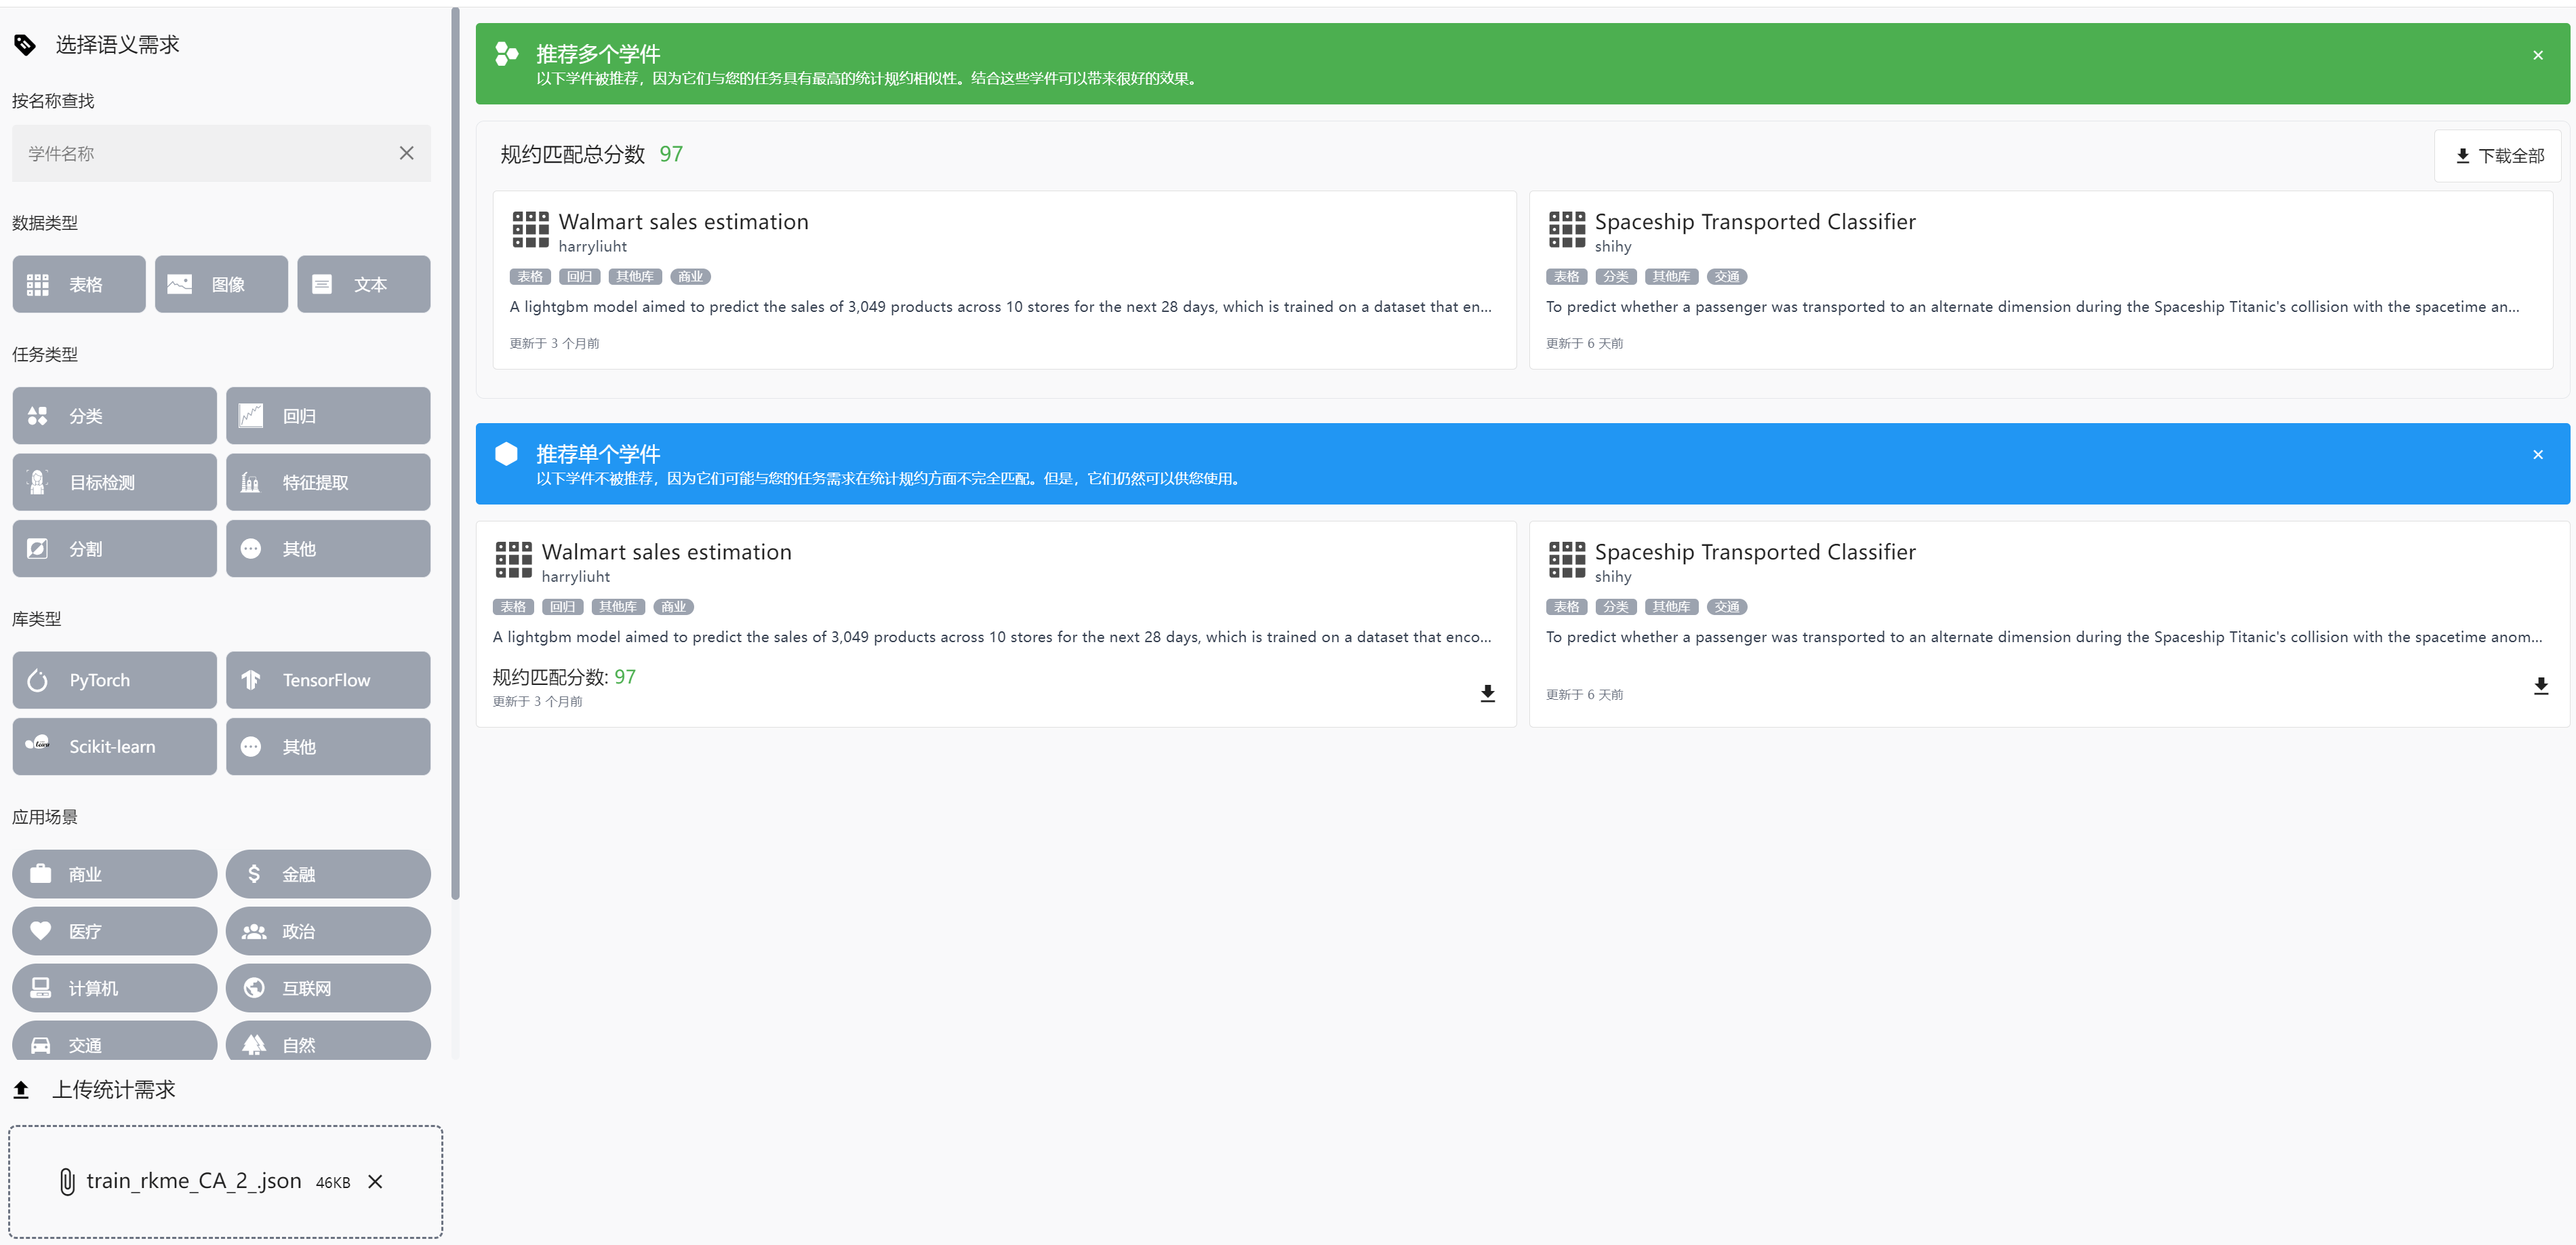 选择语义需求
按名称查找
学件名称
数据类型
表格
图像
文本
任务类型
分类
回归
目标检测
特征提取
分割
其他
库类型
PyTorch
TensorFlow
Scikit-learn
其他
应用场景
商业
金融
医疗
政治
计算机
互联网
交通
自然
上传统计需求
train_rkme_CA_2_.json 46KB
推荐多个学件
以下学件被推荐，因为它们与您的任务具有最高的统计规约相似性。结合这些学件可以带来很好的效果。
规约匹配总分数 97
下载全部
Walmart sales estimation
harryliuht
表格 回归 其他库 商业
A lightgbm model aimed to predict the sales of 3,049 products across 10 stores for the next 28 days, which is trained on a dataset that en...
更新于 3 个月前
Spaceship Transported Classifier
shihy
表格 分类 其他库 交通
To predict whether a passenger was transported to an alternate dimension during the Spaceship Titanic's collision with the spacetime an...
更新于 6 天前
推荐单个学件
以下学件不被推荐，因为它们可能与您的任务需求在统计规约方面不完全匹配。但是，它们仍然可以供您使用。
Walmart sales estimation
harryliuht
表格 回归 其他库 商业
A lightgbm model aimed to predict the sales of 3,049 products across 10 stores for the next 28 days, which is trained on a dataset that enco...
规约匹配分数: 97
更新于 3 个月前
Spaceship Transported Classifier
shihy
表格 分类 其他库 交通
To predict whether a passenger was transported to an alternate dimension during the Spaceship Titanic's collision with the spacetime anom...
更新于 6 天前